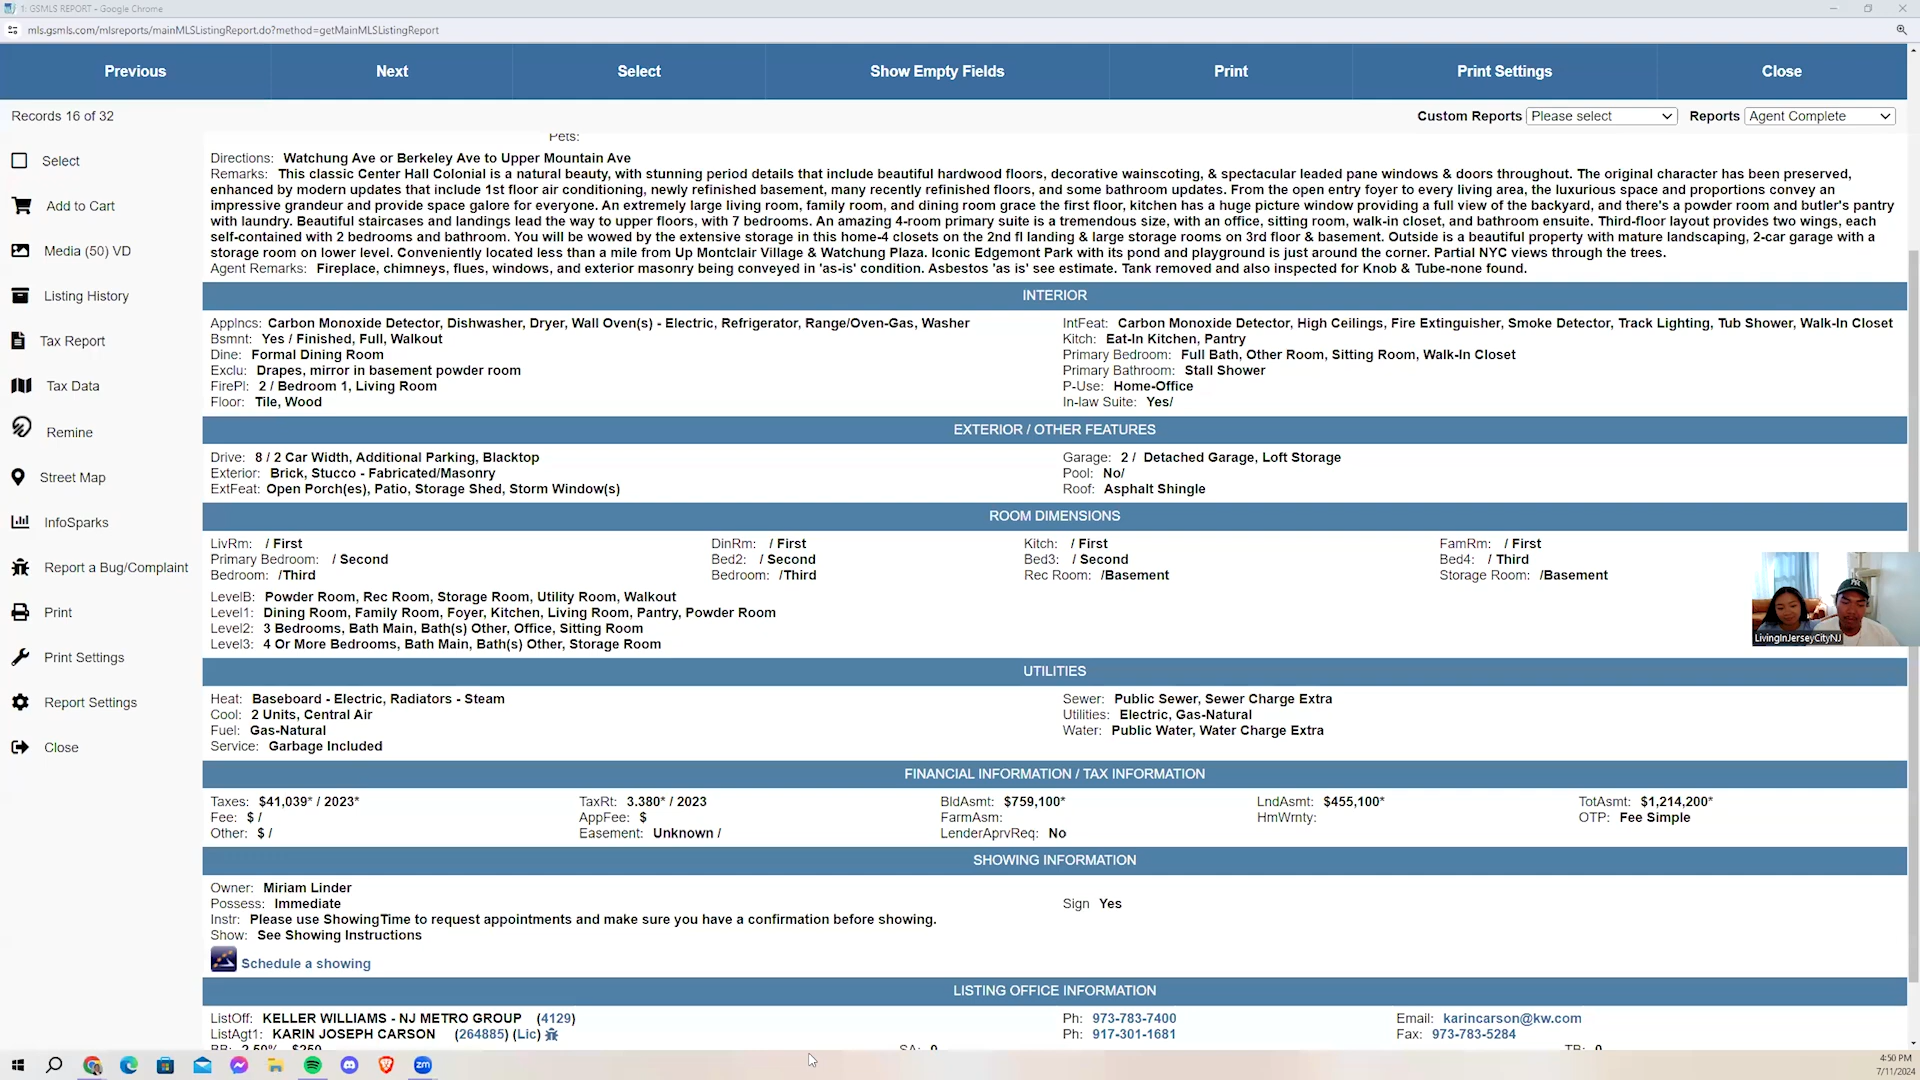 1: GSMLS REPORT - Google Chrome
mls.gsmls.com/mlsreports/mainMLSListingReport.do?method=getMainMLSListingReport
Previous Next Select Show Empty Fields Print Print Settings Close
Records 16 of 32 Custom Reports Please select Reports Agent Complete
Select
Add to Cart
Media (50) VD
Listing History
Tax Report
Tax Data
Remine
Street Map
InfoSparks
Report a Bug/Complaint
Print
Print Settings
Report Settings
Close
Pets:
Directions: Watchung Ave or Berkeley Ave to Upper Mountain Ave
Remarks: This classic Center Hall Colonial is a natural beauty, with stunning period details that include beautiful hardwood floors, decorative wainscoting, & spectacular leaded pane windows & doors throughout. The original character has been preserved,
enhanced by modern updates that include 1st floor air conditioning, newly refinished basement, many recently refinished floors, and some bathroom updates. From the open entry foyer to every living area, the luxurious space and proportions convey an
impressive grandeur and provide space galore for everyone. An extremely large living room, family room, and dining room grace the first floor, kitchen has a huge picture window providing a full view of the backyard, and there's a powder room and butler's pantry
with laundry. Beautiful staircases and landings lead the way to upper floors, with 7 bedrooms. An amazing 4-room primary suite is a tremendous size, with an office, sitting room, walk-in closet, and bathroom ensuite. Third-floor layout provides two wings, each
self-contained with 2 bedrooms and bathroom. You will be wowed by the extensive storage in this home-4 closets on the 2nd fl landing & large storage rooms on 3rd floor & basement. Outside is a beautiful property with mature landscaping, 2-car garage with a
storage room on lower level. Conveniently located less than a mile from Up Montclair Village & Watchung Plaza. Iconic Edgemont Park with its pond and playground is just around the corner. Partial NYC views through the trees.
Agent Remarks: Fireplace, chimneys, flues, windows, and exterior masonry being conveyed in 'as-is' condition. Asbestos 'as is' see estimate. Tank removed and also inspected for Knob & Tube-none found.
INTERIOR
Applncs: Carbon Monoxide Detector, Dishwasher, Dryer, Wall Oven(s) - Electric, Refrigerator, Range/Oven-Gas, Washer IntFeat: Carbon Monoxide Detector, High Ceilings, Fire Extinguisher, Smoke Detector, Track Lighting, Tub Shower, Walk-In Closet
Bsmnt: Yes / Finished, Full, Walkout Kitch: Eat-In Kitchen, Pantry
Dine: Formal Dining Room Primary Bedroom: Full Bath, Other Room, Sitting Room, Walk-In Closet
Exclu: Drapes, mirror in basement powder room Primary Bathroom: Stall Shower
FirePl: 2 / Bedroom 1, Living Room P-Use: Home-Office
Floor: Tile, Wood In-law Suite: Yes/
EXTERIOR / OTHER FEATURES
Drive: 8 / 2 Car Width, Additional Parking, Blacktop Garage: 2 / Detached Garage, Loft Storage
Exterior: Brick, Stucco - Fabricated/Masonry Pool: No/
ExtFeat: Open Porch(es), Patio, Storage Shed, Storm Window(s) Roof: Asphalt Shingle
ROOM DIMENSIONS
LivRm: / First DinRm: / First Kitch: / First FamRm: / First
Primary Bedroom: / Second Bed2: / Second Bed3: / Second Bed4: / Third
Bedroom: /Third Bedroom: /Third Rec Room: /Basement Storage Room: /Basement
LevelB: Powder Room, Rec Room, Storage Room, Utility Room, Walkout
Level1: Dining Room, Family Room, Foyer, Kitchen, Living Room, Pantry, Powder Room
Level2: 3 Bedrooms, Bath Main, Bath(s) Other, Office, Sitting Room
Level3: 4 Or More Bedrooms, Bath Main, Bath(s) Other, Storage Room
LivingInJerseyCityNJ
UTILITIES
Heat: Baseboard - Electric, Radiators - Steam Sewer: Public Sewer, Sewer Charge Extra
Cool: 2 Units, Central Air Utilities: Electric, Gas-Natural
Fuel: Gas-Natural Water: Public Water, Water Charge Extra
Service: Garbage Included
FINANCIAL INFORMATION / TAX INFORMATION
Taxes: $41,039* / 2023* TaxRt: 3.380* / 2023 BldAsmt: $759,100* LndAsmt: $455,100* TotAsmt: $1,214,200*
Fee: $ / AppFee: $ FarmAsm: HmWrnty: OTP: Fee Simple
Other: $ / Easement: Unknown / LenderAprvReq: No
SHOWING INFORMATION
Owner: Miriam Linder
Possess: Immediate Sign Yes
Instr: Please use ShowingTime to request appointments and make sure you have a confirmation before showing.
Show: See Showing Instructions
Schedule a showing
LISTING OFFICE INFORMATION
ListOff: KELLER WILLIAMS - NJ METRO GROUP (4129) Ph: 973-783-7400 Email: karincarson@kw.com
ListAgt1: KARIN JOSEPH CARSON (264885) (Lic) Ph: 917-301-1681 Fax: 973-783-5284
BB: 2.50% - $250 SA: 0 TB: 0
zm
4:50 PM
7/11/2024